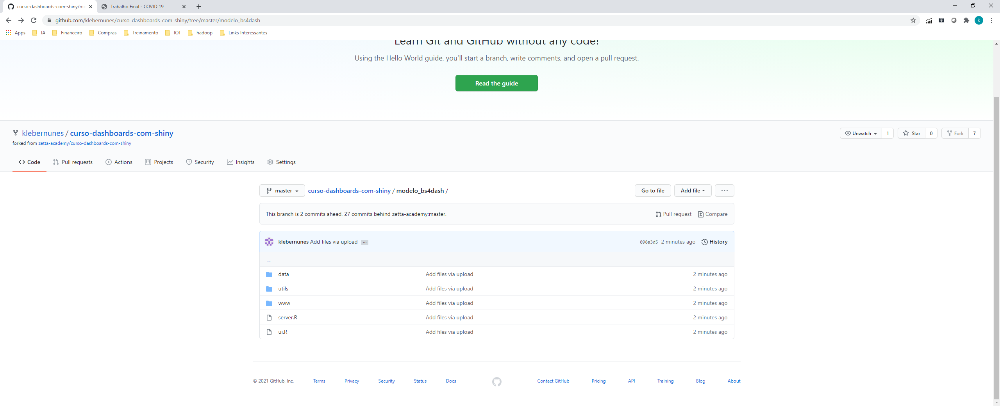 curso-dashboards-com-shiny/mo
Trabalho Final - COVID 19
github.com/klebernunes/curso-dashboards-com-shiny/tree/master/modelo_bs4dash
k
Apps IA Financeiro Compras Treinamento IOT hadoop Links Interessantes
Learn Git and GitHub without any code!
Using the Hello World guide, you’ll start a branch, write comments, and open a pull request.
Read the guide
klebernunes / curso-dashboards-com-shiny
Unwatch 1 Star 0 Fork 7
forked from zetta-academy/curso-dashboards-com-shiny
Code Pull requests Actions Projects Security Insights Settings
master curso-dashboards-com-shiny / modelo_bs4dash / Go to file Add file ...
This branch is 2 commits ahead, 27 commits behind zetta-academy:master. Pull request Compare
klebernunes Add files via upload ... 098a3d5 2 minutes ago History
..
data Add files via upload 2 minutes ago
utils Add files via upload 2 minutes ago
www Add files via upload 2 minutes ago
server.R Add files via upload 2 minutes ago
ui.R Add files via upload 2 minutes ago
© 2021 GitHub, Inc. Terms Privacy Security Status Docs Contact GitHub Pricing API Training Blog About